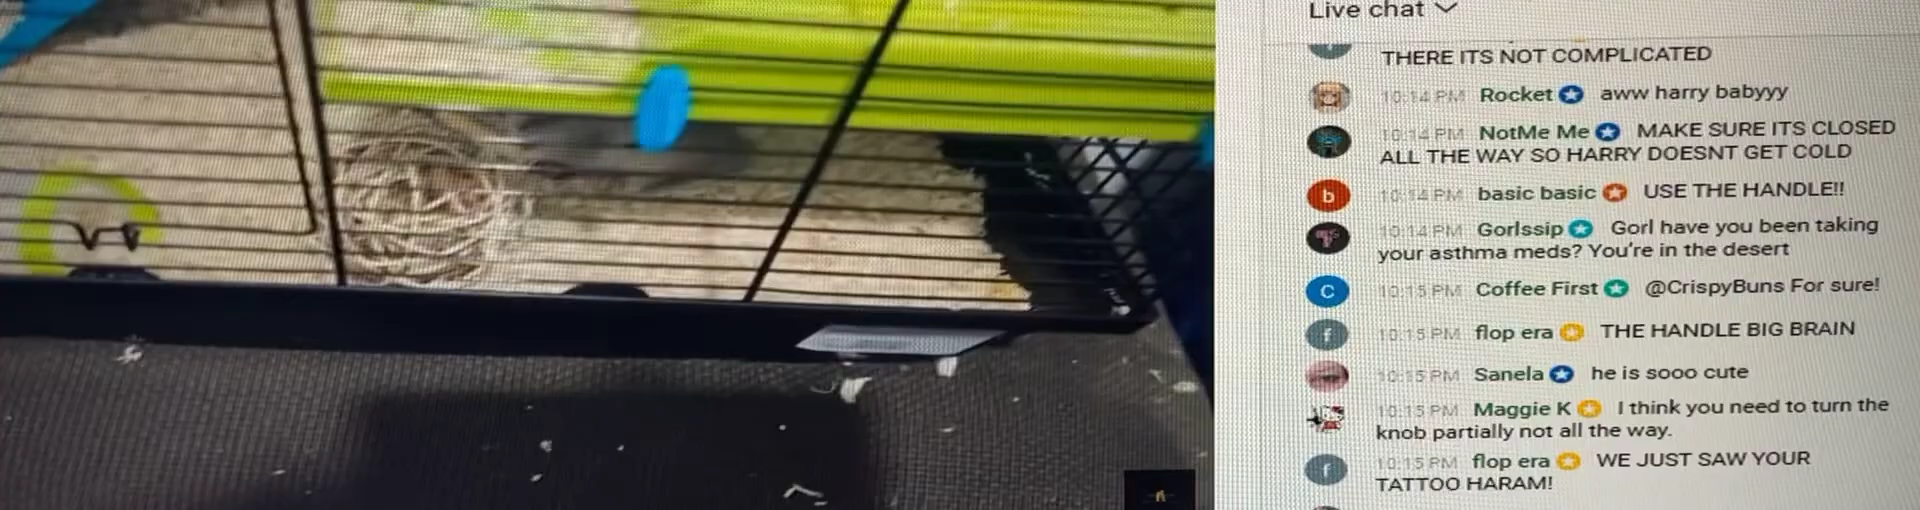 Live chat
THERE ITS NOT COMPLICATED
10:14 PM Rocket aww harry babyyy
10:14 PM NotMe Me MAKE SURE ITS CLOSED
ALL THE WAY SO HARRY DOESNT GET COLD
b 10:14 PM basic basic USE THE HANDLE!!
10:14 PM Gorlssip Gorl have you been taking
your asthma meds? You're in the desert
C 10:15 PM Coffee First @CrispyBuns For sure!
f 10:15 PM flop era THE HANDLE BIG BRAIN
10:15 PM Sanela he is sooo cute
10:15 PM Maggie K I think you need to turn the
knob partially not all the way.
f 10:15 PM flop era WE JUST SAW YOUR
TATTOO HARAM!